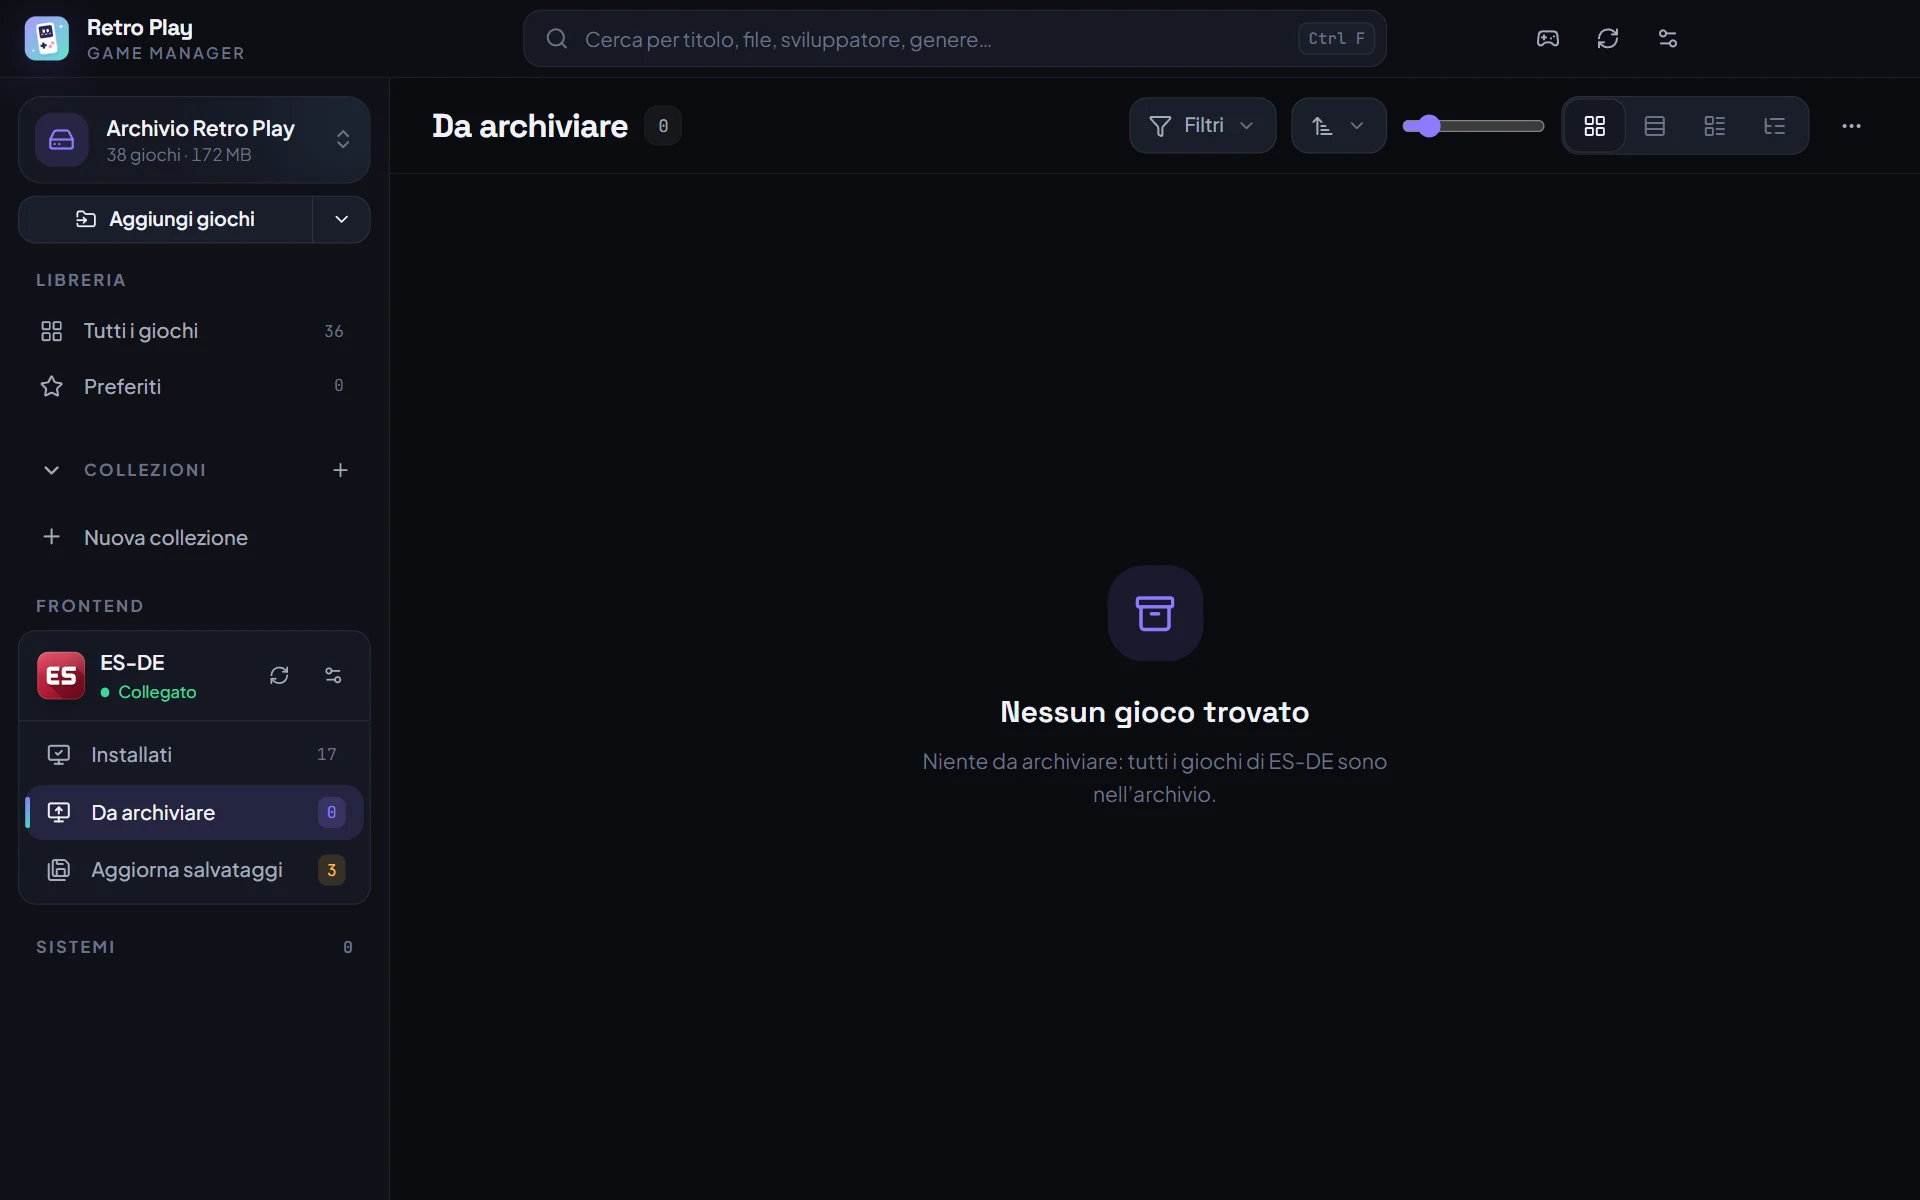 Retro Play
GAME MANAGER
Cerca per titolo, file, sviluppatore, genere…
Ctrl F
Archivio Retro Play
38 giochi · 172 MB
Aggiungi giochi
LIBRERIA
Tutti i giochi 36
Preferiti 0
COLLEZIONI
Nuova collezione
FRONTEND
ES
ES-DE
Collegato
Installati 17
Da archiviare 0
Aggiorna salvataggi 3
SISTEMI 0
Da archiviare 0
Filtri
Nessun gioco trovato
Niente da archiviare: tutti i giochi di ES-DE sono
nell’archivio.